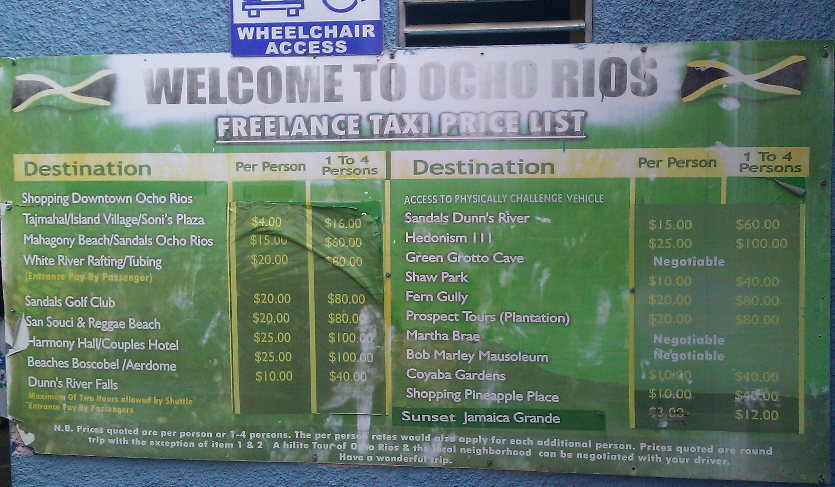 WHEELCHAIR
ACCESS
WELCOME TO OCHO RIOS
FREELANCE TAXI PRICE LIST
Destination Per Person 1 To 4 Persons
Shopping Downtown Ocho Rios
Tajmahal/Island Village/Soni's Plaza $4.00 $16.00
Mahagony Beach/Sandals Ocho Rios $15.00 $60.00
White River Rafting/Tubing $20.00 $80.00
(Entrance Pay By Passenger)
Sandals Golf Club $20.00 $80.00
San Souci & Reggae Beach $20.00 $80.00
Harmony Hall/Couples Hotel $25.00 $100.00
Beaches Boscobel /Aerdome $25.00 $100.00
Dunn's River Falls $10.00 $40.00
Maximum Of Two Hours allowed by Shuttle
Entrance Pay By Passengers
Destination Per Person 1 To 4 Persons
ACCESS TO PHYSICALLY CHALLENGE VEHICLE
Sandals Dunn's River $15.00 $60.00
Hedonism 111 $25.00 $100.00
Green Grotto Cave Negotiable
Shaw Park $10.00 $40.00
Fern Gully $20.00 $80.00
Prospect Tours (Plantation) $20.00 $80.00
Martha Brae Negotiable
Bob Marley Mausoleum Negotiable
Coyaba Gardens $10.00 $40.00
Shopping Pineapple Place $10.00 $40.00
Sunset Jamaica Grande $3.00 $12.00
N.B. Prices quoted are per person or 1-4 persons. The per person rates would also apply for each additional person. Prices quoted are round
trip with the exception of item 1 & 2 A hilite Tour of Ocho Rios & the local neighborhood can be negotiated with your driver.
Have a wonderful trip.